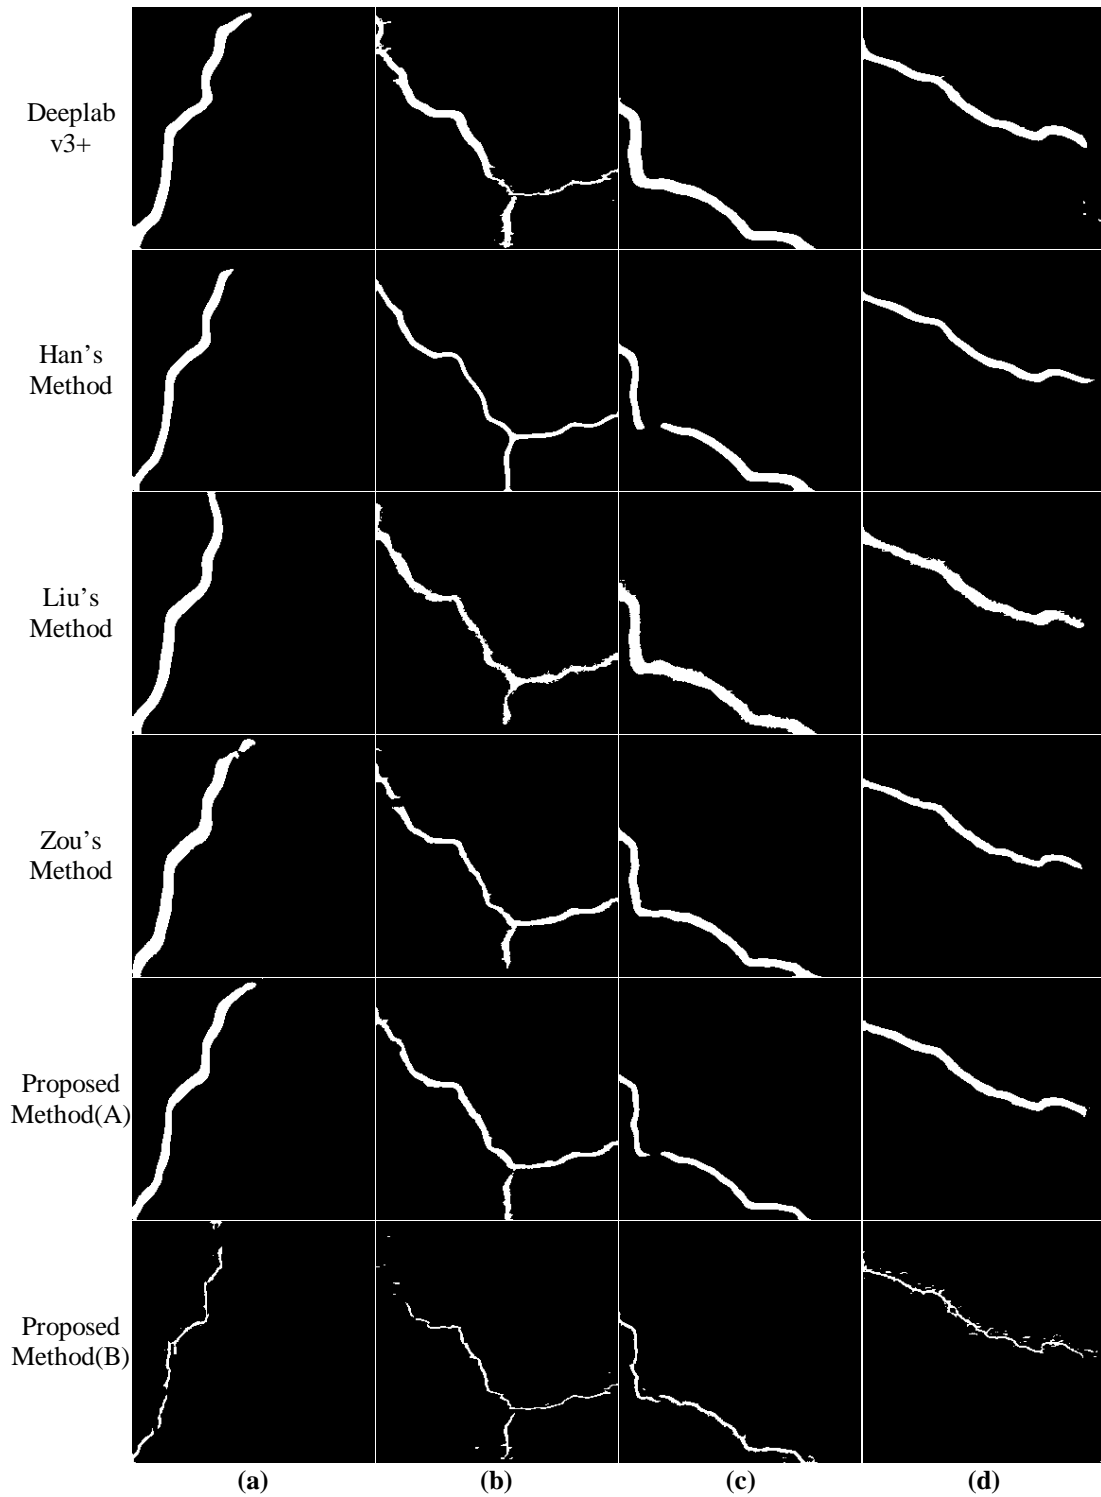 Deeplab
v3+
Han’s
Method
Liu’s
Method
Zou’s
Method
Proposed
Method(A)
Proposed
Method(B)
(a) (b) (c) (d)